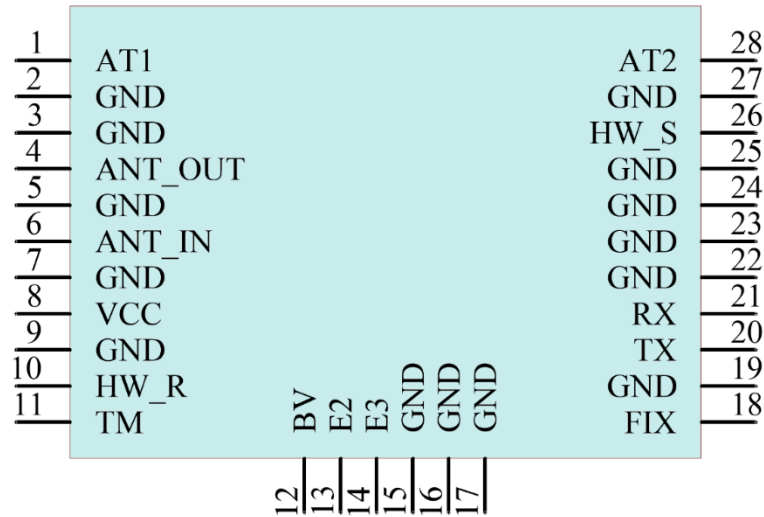 1 AT1 AT2 28
2 GND GND 27
3 GND HW_S 26
4 ANT_OUT GND 25
5 GND GND 24
6 ANT_IN GND 23
7 GND GND 22
8 VCC RX 21
9 GND TX 20
10 HW_R GND 19
11 TM FIX 18
BV E2 E3 GND GND GND
12 13 14 15 16 17